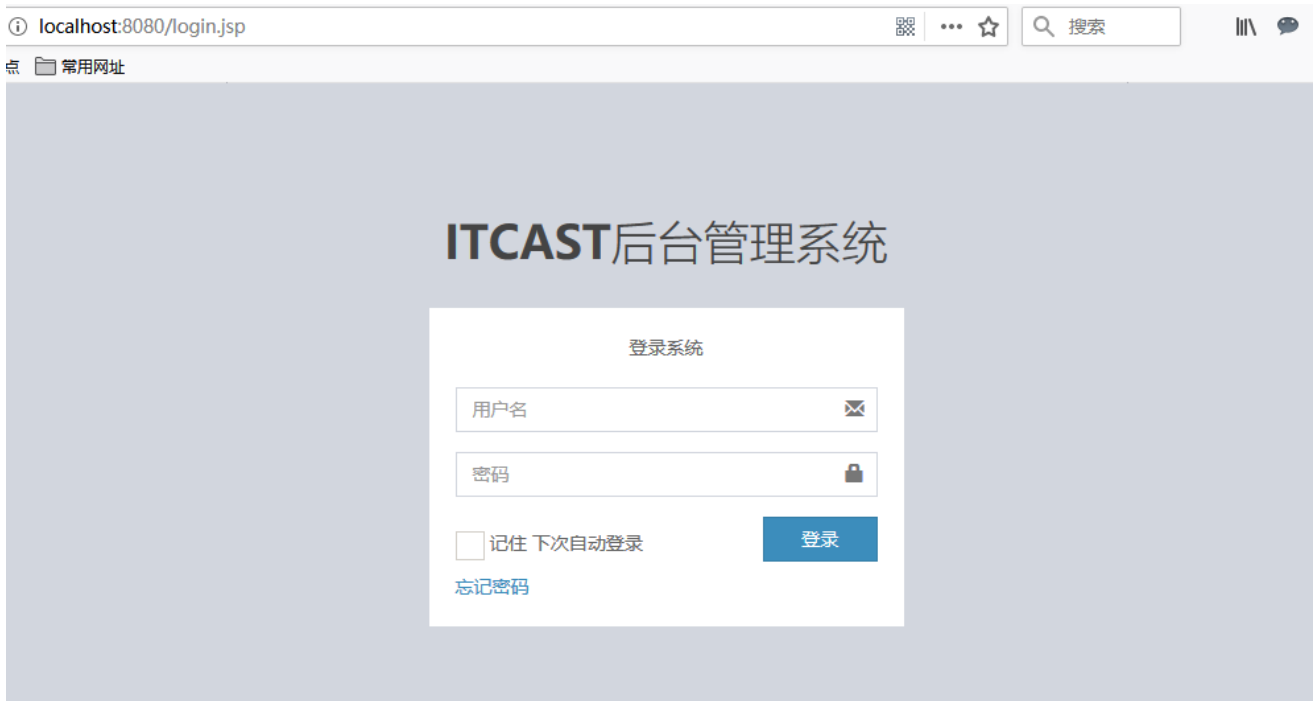 localhost:8080/login.jsp
搜索
点 常用网址
ITCAST后台管理系统
登录系统
用户名
密码
记住 下次自动登录
登录
忘记密码